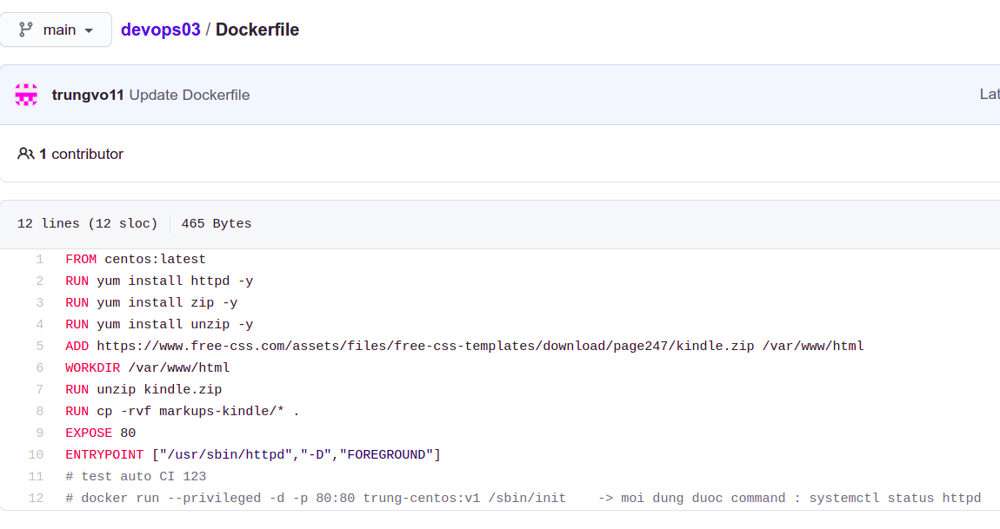 main
devops03 / Dockerfile
trungvo11 Update Dockerfile
1 contributor
12 lines (12 sloc) 465 Bytes
1 FROM centos:latest
2 RUN yum install httpd -y
3 RUN yum install zip -y
4 RUN yum install unzip -y
5 ADD https://www.free-css.com/assets/files/free-css-templates/download/page247/kindle.zip /var/www/html
6 WORKDIR /var/www/html
7 RUN unzip kindle.zip
8 RUN cp -rvf markups-kindle/* .
9 EXPOSE 80
10 ENTRYPOINT ["/usr/sbin/httpd","-D","FOREGROUND"]
11 # test auto CI 123
12 # docker run --privileged -d -p 80:80 trung-centos:v1 /sbin/init    -> moi dung duoc command : systemctl status httpd